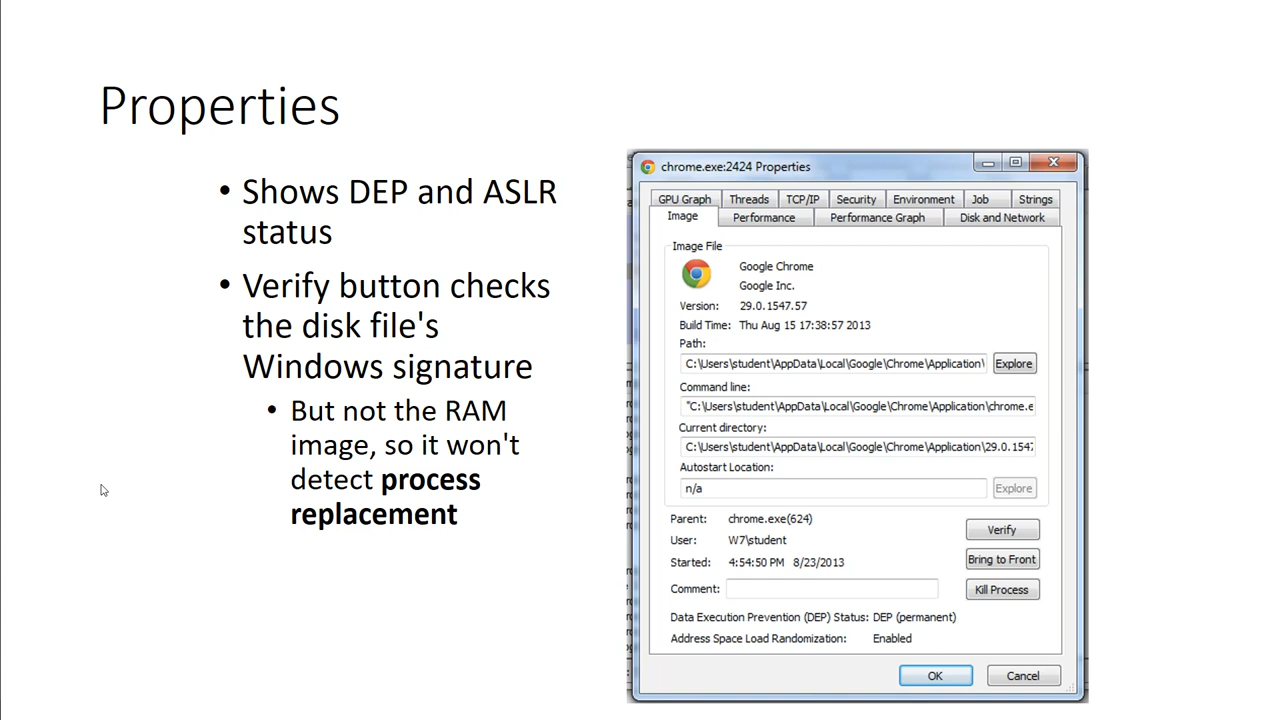 Properties
• Shows DEP and ASLR
status
• Verify button checks
the disk file's
Windows signature
• But not the RAM
image, so it won't
detect process
replacement
chrome.exe:2424 Properties
GPU Graph Threads TCP/IP Security Environment Job Strings
Image Performance Performance Graph Disk and Network
Image File
Google Chrome
Google Inc.
Version: 29.0.1547.57
Build Time: Thu Aug 15 17:38:57 2013
Path:
C:\Users\student\AppData\Local\Google\Chrome\Application\ Explore
Command line:
"C:\Users\student\AppData\Local\Google\Chrome\Application\chrome.e
Current directory:
C:\Users\student\AppData\Local\Google\Chrome\Application\29.0.1547
Autostart Location:
n/a Explore
Parent: chrome.exe(624)
User: W7\student
Started: 4:54:50 PM 8/23/2013
Comment:
Verify
Bring to Front
Kill Process
Data Execution Prevention (DEP) Status: DEP (permanent)
Address Space Load Randomization: Enabled
OK Cancel